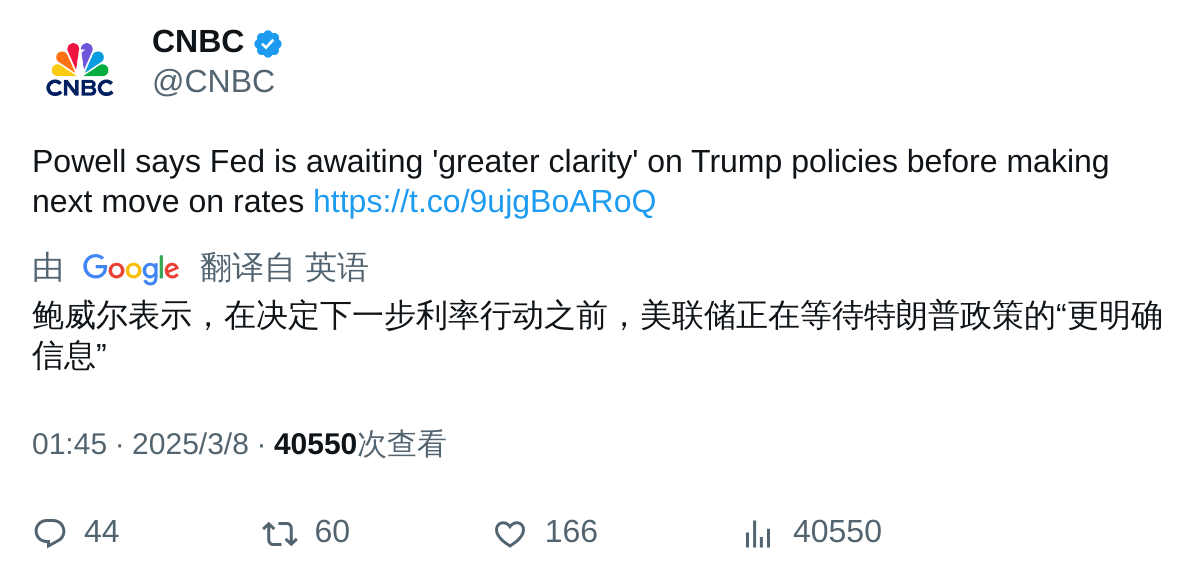 CNBC
CNBC
@CNBC
Powell says Fed is awaiting 'greater clarity' on Trump policies before making
next move on rates https://t.co/9ujgBoARoQ
由 Google 翻译自 英语
鲍威尔表示，在决定下一步利率行动之前，美联储正在等待特朗普政策的“更明确
信息”
01:45 · 2025/3/8 · 40550次查看
44 60 166 40550